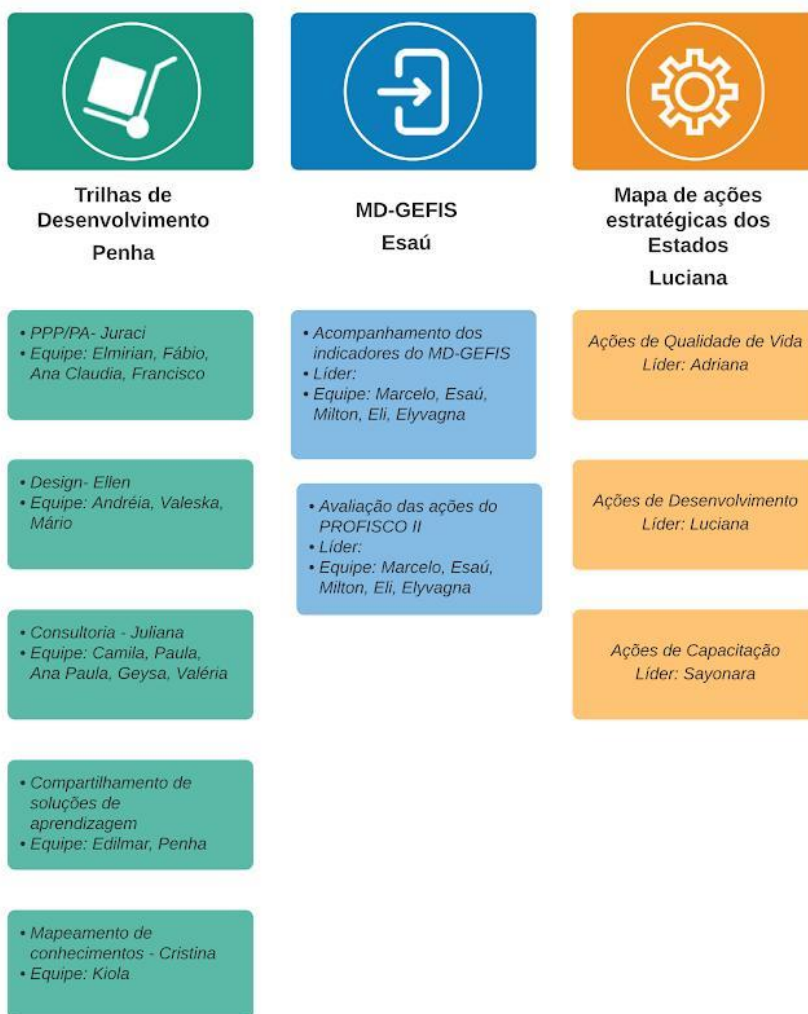 Trilhas de
Desenvolvimento
Penha
• PPP/PA- Juraci
• Equipe: Elmirian, Fábio,
Ana Claudia, Francisco
• Design- Ellen
• Equipe: Andréia, Valeska,
Mário
• Consultoria - Juliana
• Equipe: Camila, Paula,
Ana Paula, Geysa, Valéria
• Compartilhamento de
soluções de
aprendizagem
• Equipe: Edilmar, Penha
• Mapeamento de
conhecimentos - Cristina
• Equipe: Kiola
MD-GEFIS
Esaú
• Acompanhamento dos
indicadores do MD-GEFIS
• Líder:
• Equipe: Marcelo, Esaú,
Milton, Eli, Elyvagna
• Avaliação das ações do
PROFISCO II
• Líder:
• Equipe: Marcelo, Esaú,
Milton, Eli, Elyvagna
Mapa de ações
estratégicas dos
Estados
Luciana
Ações de Qualidade de Vida
Líder: Adriana
Ações de Desenvolvimento
Líder: Luciana
Ações de Capacitação
Líder: Sayonara